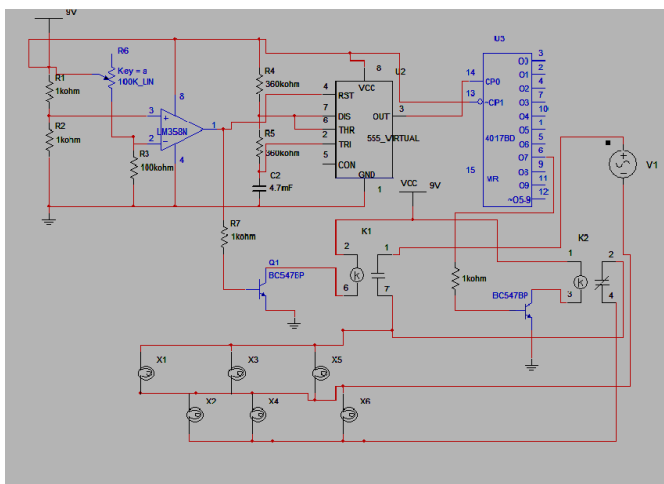 9V
R6
Key = a
100K_LIN
R1
1kohm
R2
1kohm
3
2
8
4
1
LM358N
R3
100kohm
R4
360kohm
R5
360kohm
C2
4.7mF
U2
8
VCC
4
RST
7
DIS
6
THR
2
TRI
5
CON
OUT
3
GND
1
555_VIRTUAL
U3
14
CP0
13
~CP1
15
MR
4017BD
O0
3
O1
2
O2
4
O3
7
O4
10
O5
1
O6
5
O7
6
O8
9
O9
11
~O5-9
12
V1
VCC
9V
R7
1kohm
Q1
BC547BP
K1
2
6
k
1
7
1kohm
BC547BP
K2
1
3
k
2
4
X1
X3
X5
X2
X4
X6